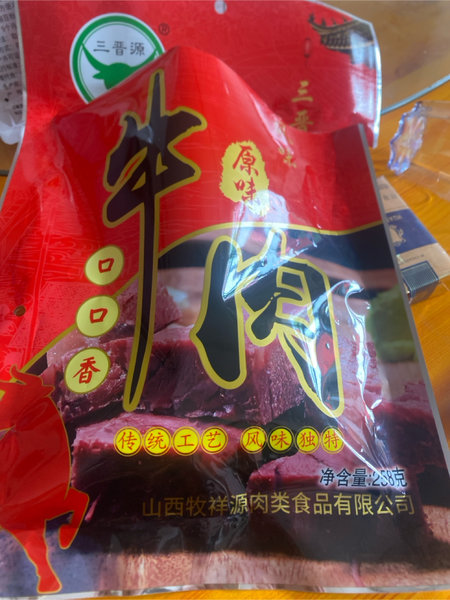 三晋源
三晋
原味
牛肉
口口香
传统工艺 风味独特
净含量:258克
山西牧祥源肉类食品有限公司